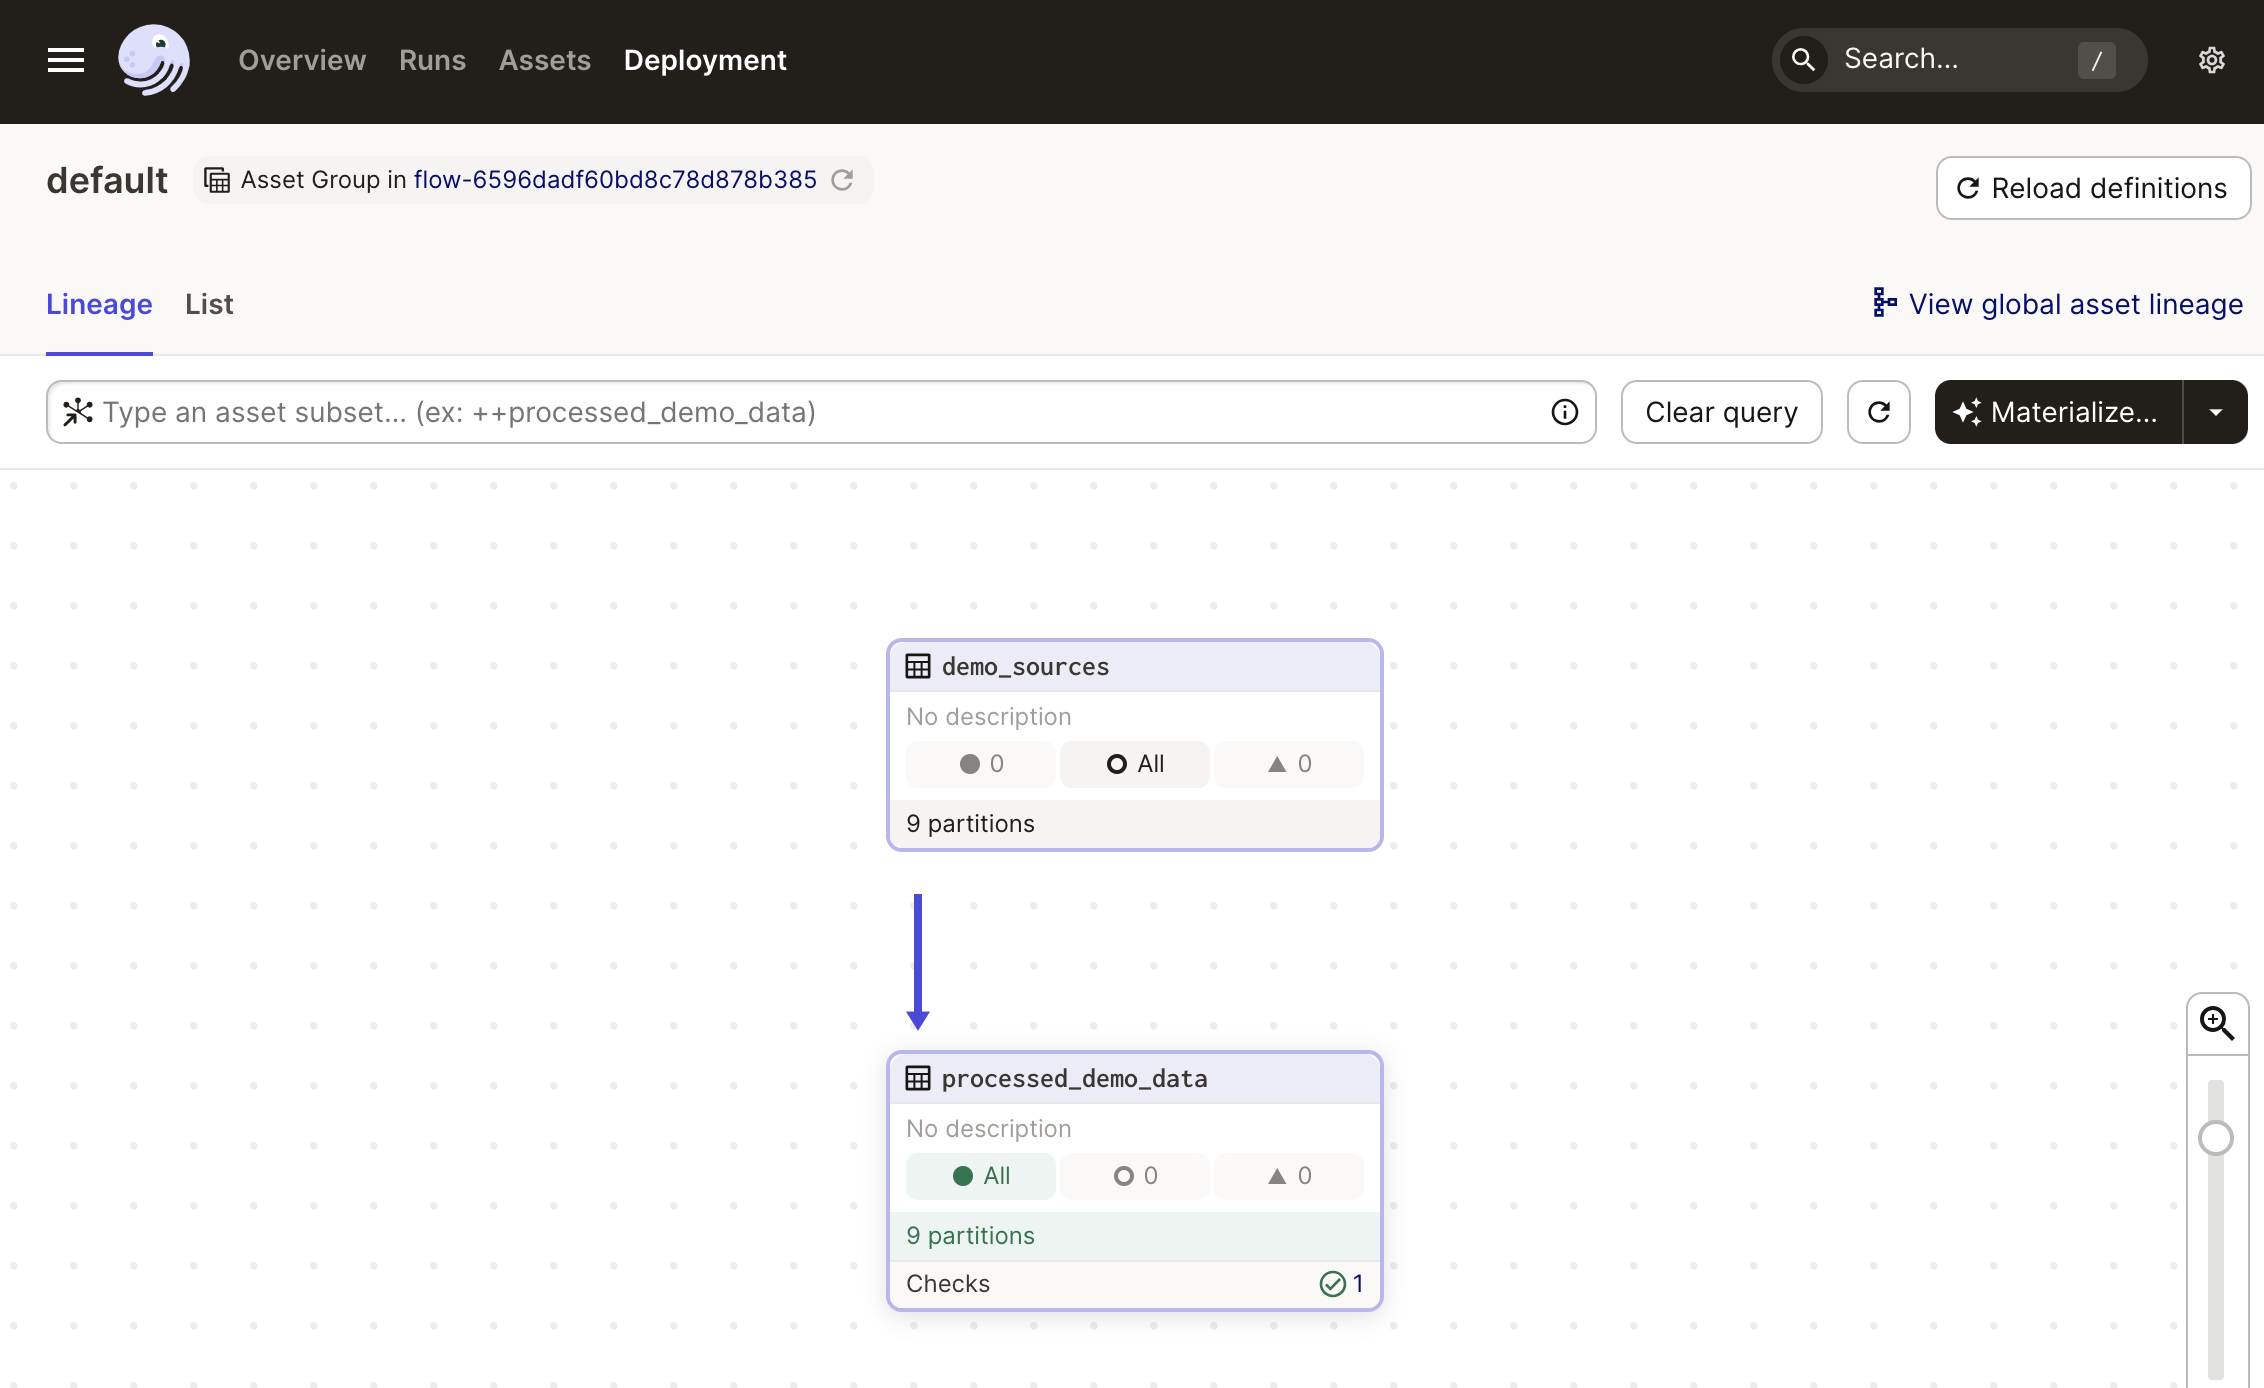 Overview Runs Assets Deployment Search... /
default Asset Group in flow-6596dadf60bd8c78d878b385 Reload definitions
Lineage List View global asset lineage
Type an asset subset... (ex: ++processed_demo_data) Clear query Materialize...
demo_sources
No description
0 All 0
9 partitions
processed_demo_data
No description
All 0 0
9 partitions
Checks 1